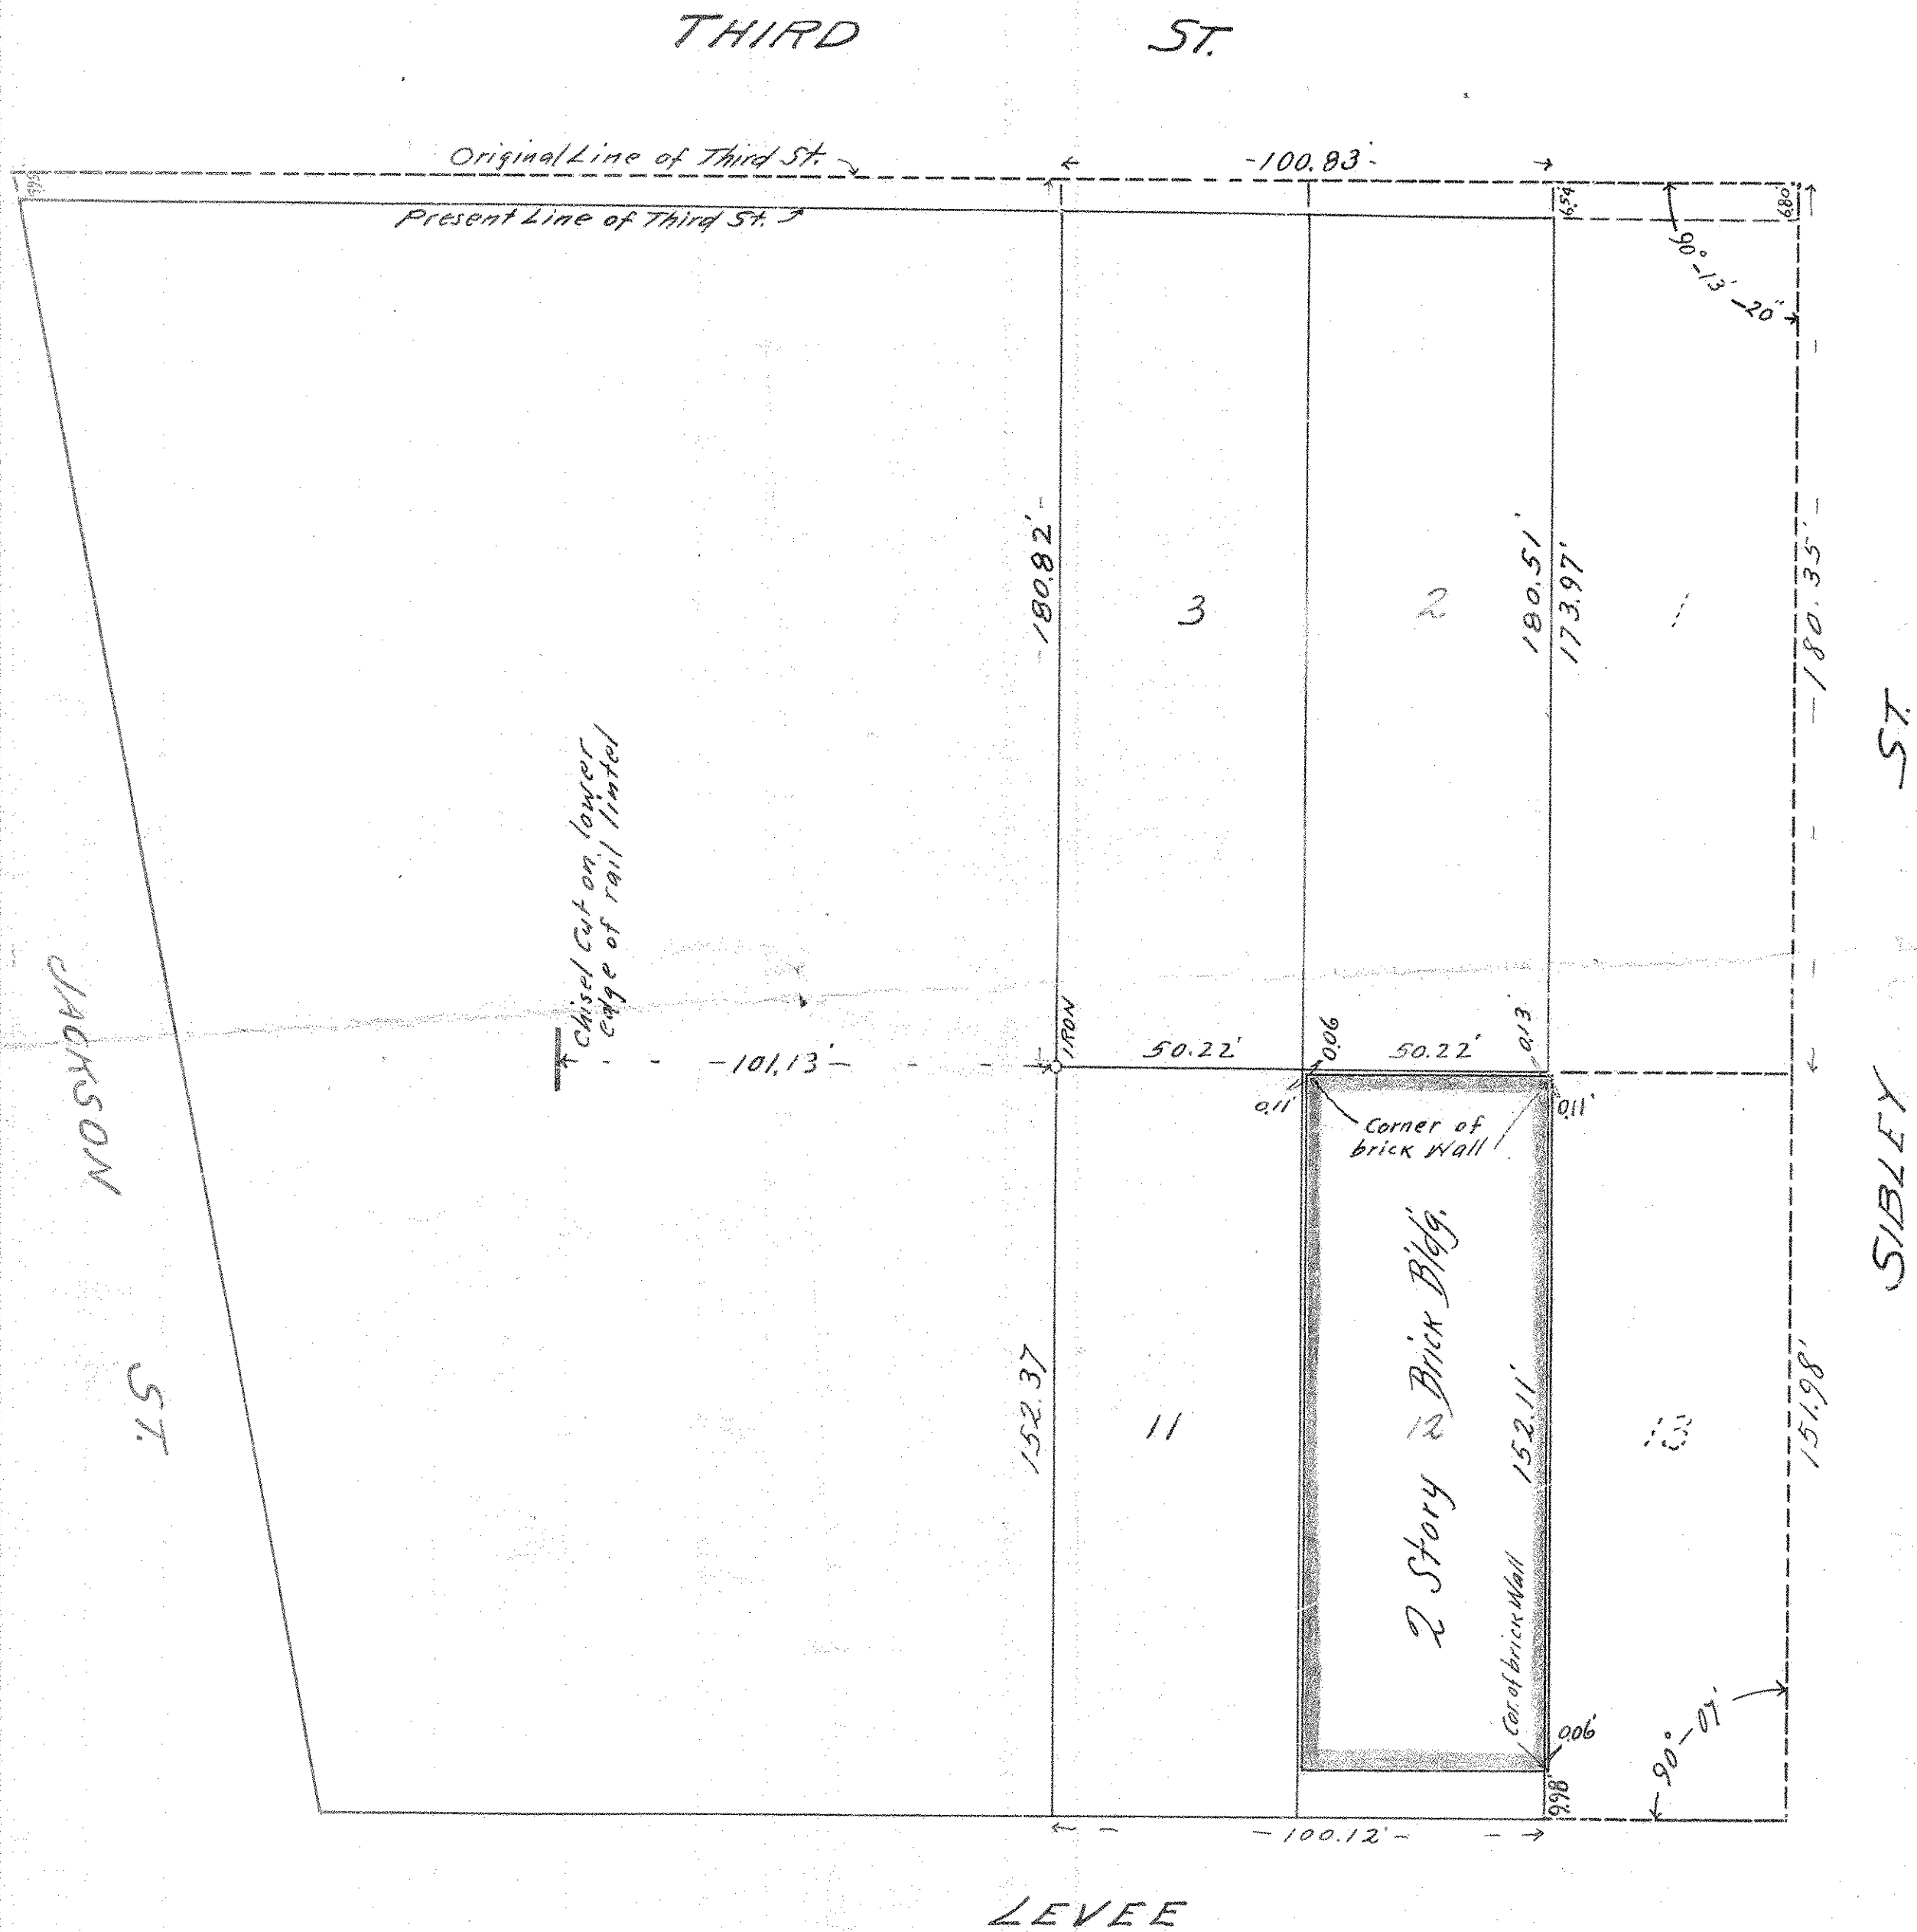 THIRD ST.
Original Line of Third St.
-100.83'-
Present Line of Third St.
6.54
6.80'
90°-13'-20"
-180.82'-
3
2
180.51'
173.97'
1
-180.35'-
Chisel Cut on lower
edge of rail lintel
-101.13'-
IRON
50.22'
0.06
50.22'
0.13'
0.11'
0.11'
Corner of
brick Wall
JACKSON ST.
SIBLEY ST.
152.37
11
2 Story Brick Bldg.
12
152.11'
13
151.98'
Cor. of brick Wall
0.06'
9.98'
90°-07'
-100.12'-
LEVEE